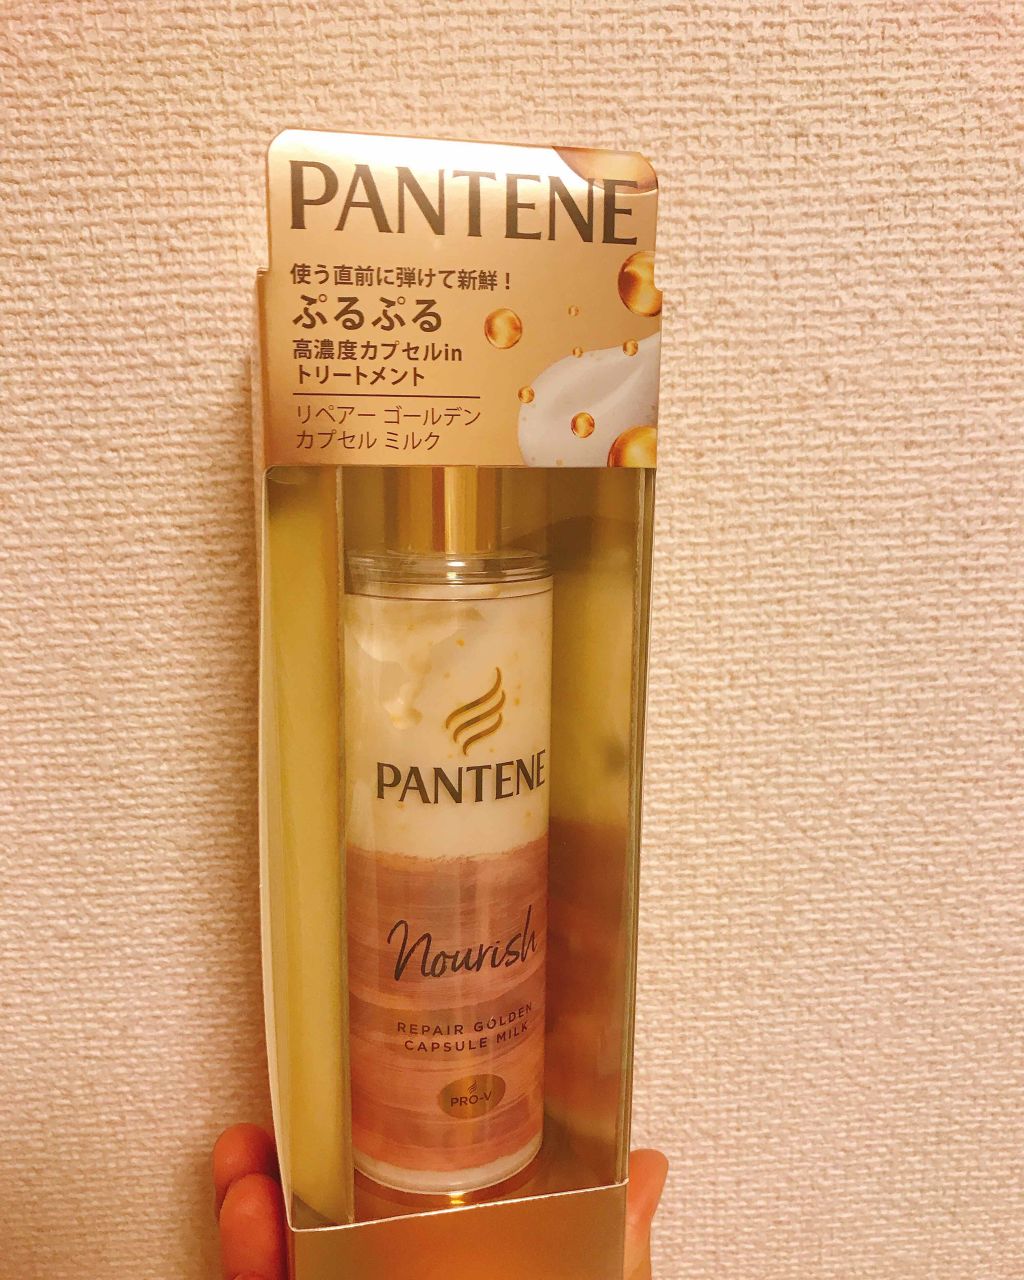 PANTENE
使う直前に弾けて新鮮！
ぷるぷる
高濃度カプセルin
トリートメント
リペアー ゴールデン
カプセル ミルク
PANTENE
Nourish
REPAIR GOLDEN
CAPSULE MILK
PRO-V